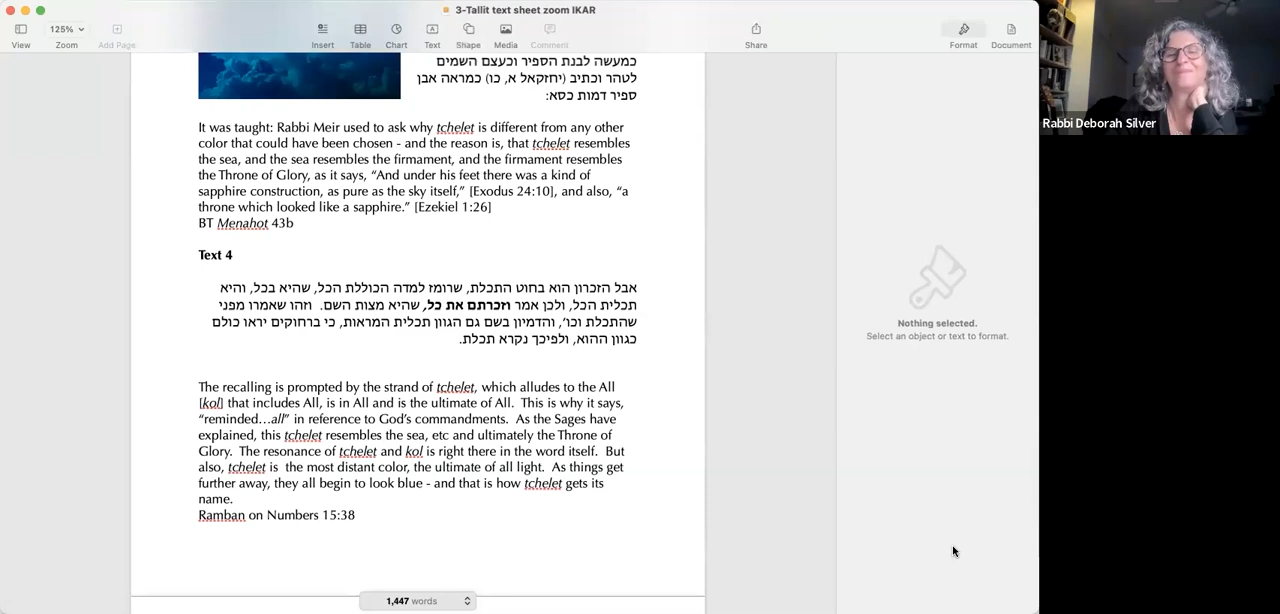 3-Tallit text sheet zoom IKAR
125%
View
Zoom
Add Page
Insert
Table
Chart
Text
Shape
Media
Comment
Share
Format
Document
כמעשה לבנת הספיר וכעצם השמים
לטהר וכתיב (יחזקאל א, כו) כמראה אבן
ספיר דמות כסא:
It was taught: Rabbi Meir used to ask why tchelet is different from any other
color that could have been chosen - and the reason is, that tchelet resembles
the sea, and the sea resembles the firmament, and the firmament resembles
the Throne of Glory, as it says, “And under his feet there was a kind of
sapphire construction, as pure as the sky itself,” [Exodus 24:10], and also, “a
throne which looked like a sapphire.” [Ezekiel 1:26]
BT Menahot 43b
Text 4
אבל הזכרון הוא בחוט התכלת, שרומז למדה הכוללת הכל, שהיא בכל, והיא
תכלית הכל, ולכן אמר וזכרתם את כל, שהיא מצות השם. וזהו שאמרו מפני
שהתכלת וכו', והדמיון בשם גם הגוון תכלית המראות, כי ברחוקים יראו כולם
כגוון ההוא, ולפיכך נקרא תכלת.
The recalling is prompted by the strand of tchelet, which alludes to the All
[kol] that includes All, is in All and is the ultimate of All. This is why it says,
“reminded...all” in reference to God’s commandments. As the Sages have
explained, this tchelet resembles the sea, etc and ultimately the Throne of
Glory. The resonance of tchelet and kol is right there in the word itself. But
also, tchelet is the most distant color, the ultimate of all light. As things get
further away, they all begin to look blue - and that is how tchelet gets its
name.
Ramban on Numbers 15:38
1,447 words
Nothing selected.
Select an object or text to format.
Rabbi Deborah Silver